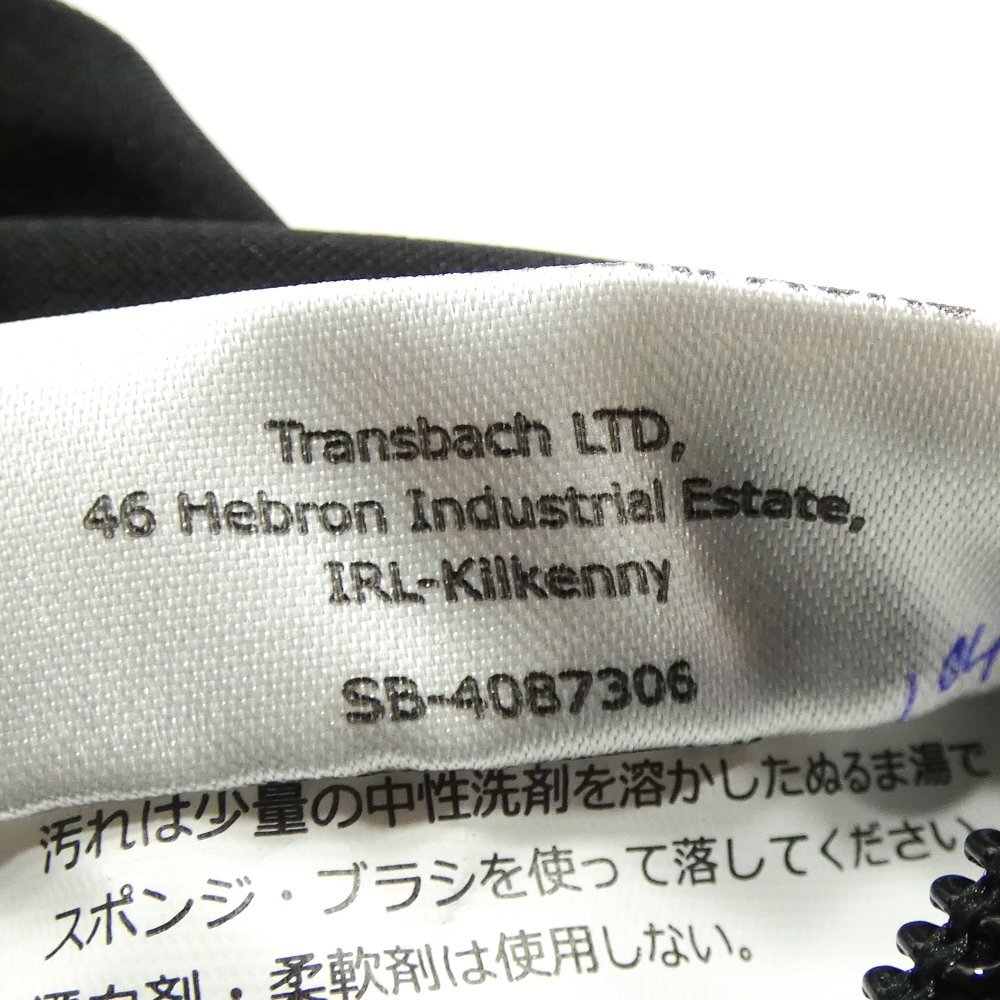 Transbach LTD,
46 Hebron Industrial Estate,
IRL-Kilkenny
SB-4087306
汚れは少量の中性洗剤を溶かしたぬるま湯で
スポンジ・ブラシを使って落してください
漂白剤・柔軟剤は使用しない。